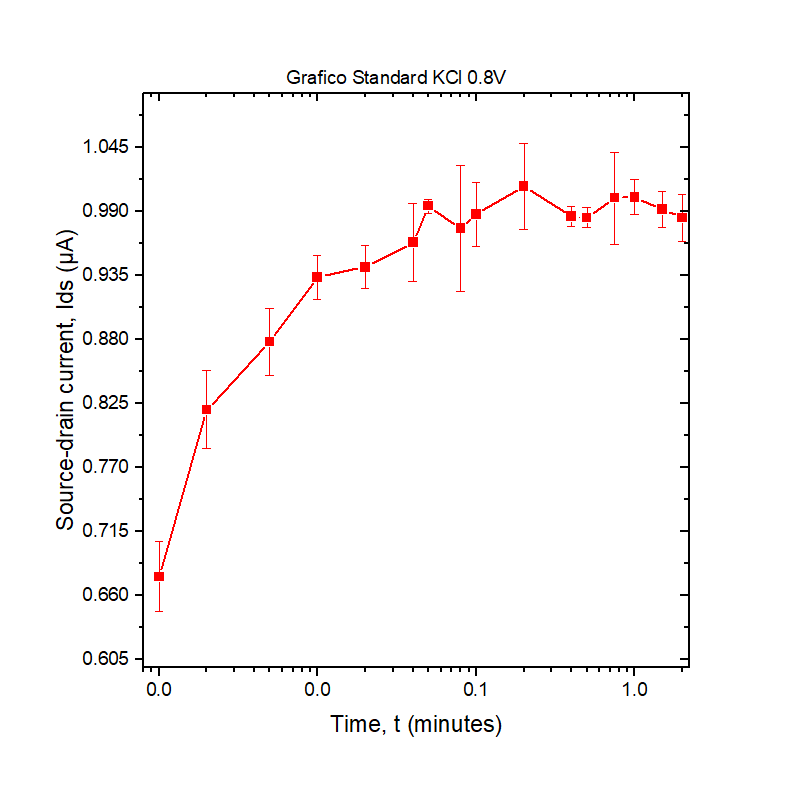 Grafico Standard KCl 0.8V
1.045
0.990
0.935
0.880
0.825
0.770
0.715
0.660
0.605
Source-drain current, Ids (µA)
0.0 0.0 0.1 1.0
Time, t (minutes)